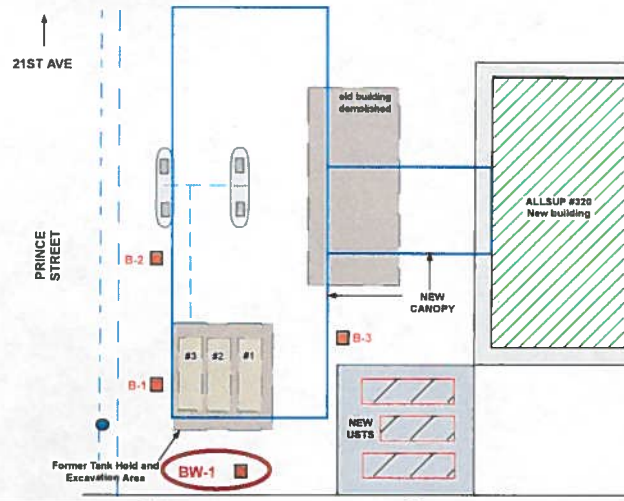 21ST AVE
old building
demolished
ALLSUP #320
New building
PRINCE
STREET
B-2
NEW
CANOPY
B-3
#3
#2
#1
B-1
NEW
USTS
Former Tank Hold and
Excavation Area
BW-1